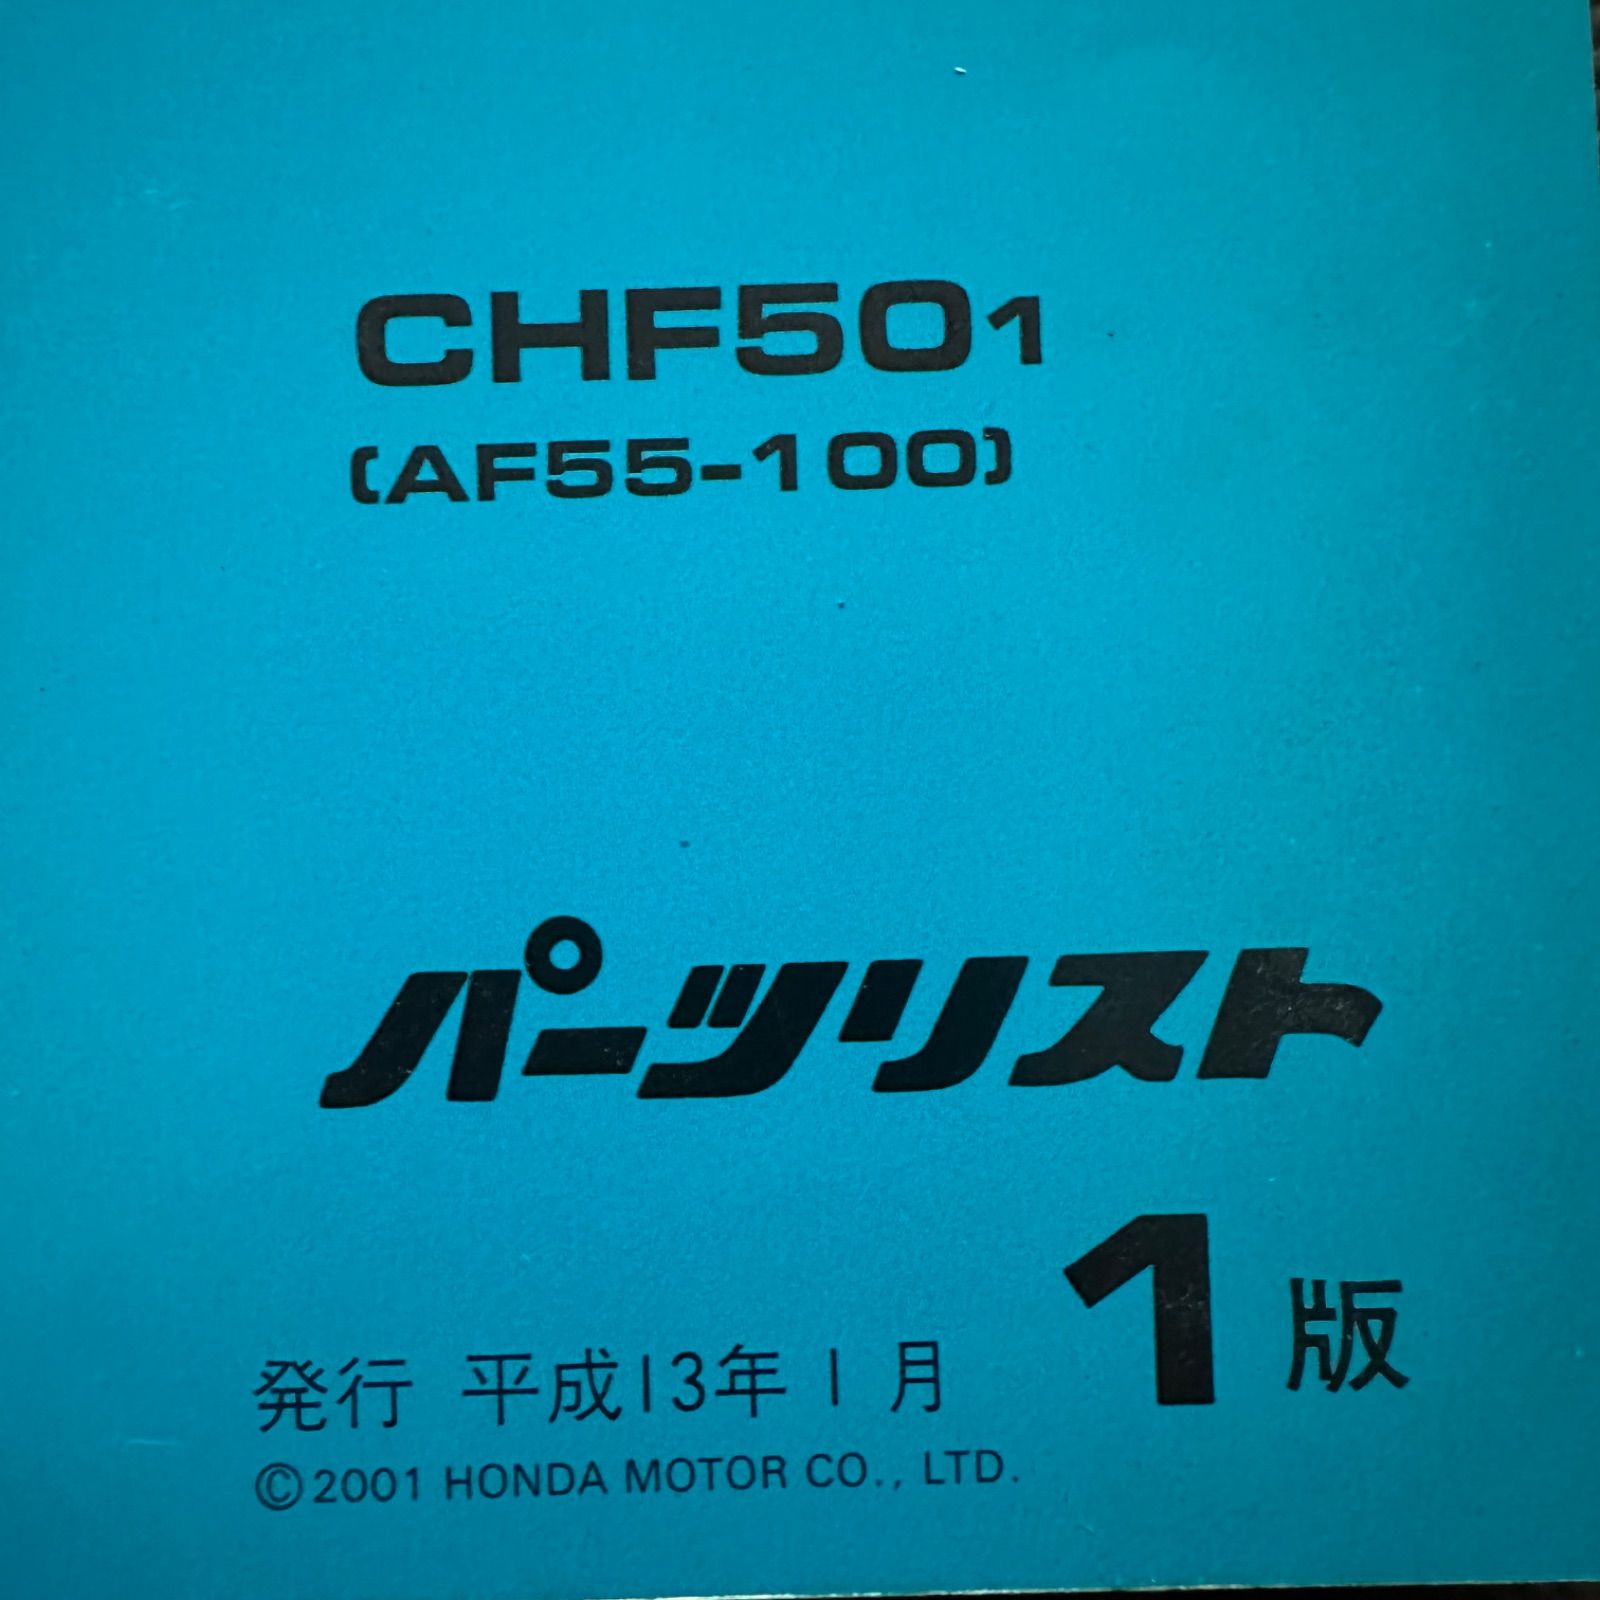 CHF501
(AF55-100)
パーツリスト
1版
発行 平成13年1月
©2001 HONDA MOTOR CO., LTD.